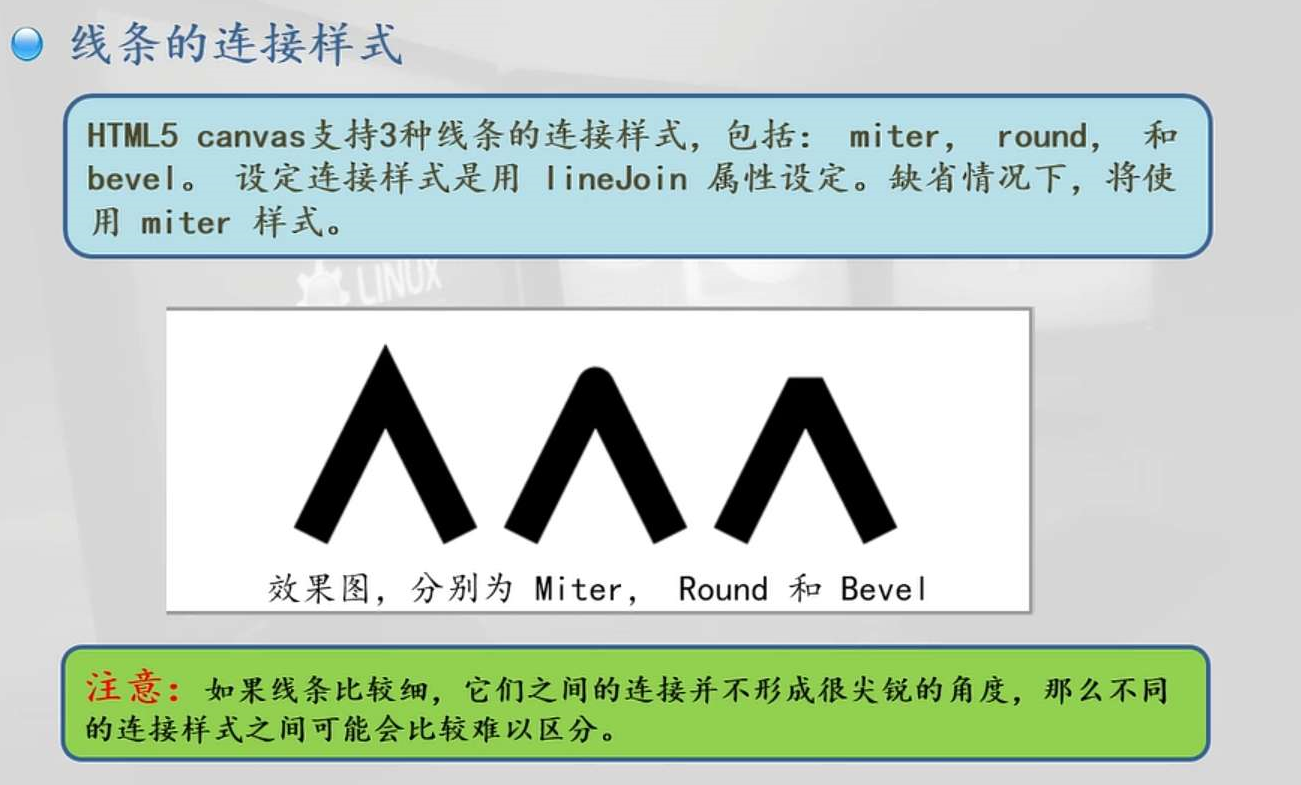 线条的连接样式
HTML5 canvas支持3种线条的连接样式，包括： miter， round， 和
bevel。 设定连接样式是用 lineJoin 属性设定。缺省情况下，将使
用 miter 样式。
LINUX
效果图，分别为 Miter， Round 和 Bevel
注意：如果线条比较细，它们之间的连接并不形成很尖锐的角度，那么不同
的连接样式之间可能会比较难以区分。